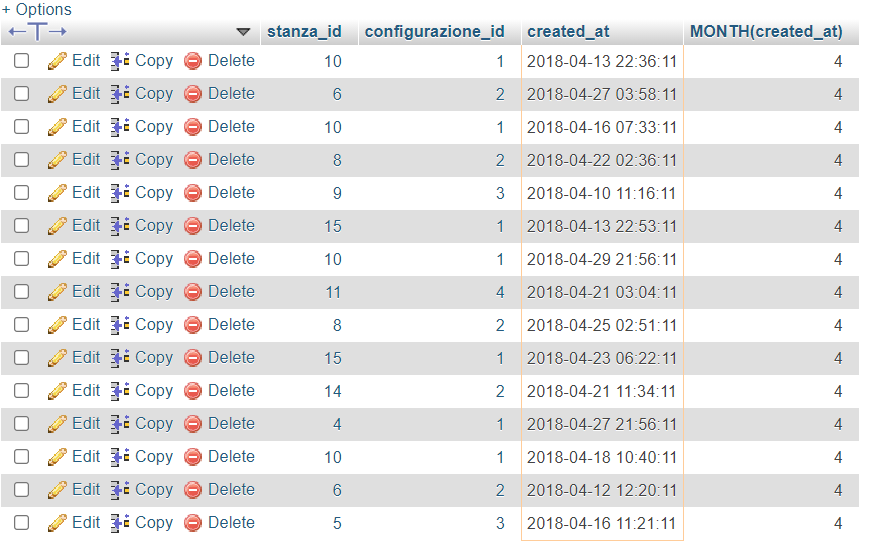 + Options
stanza_id configurazione_id created_at MONTH(created_at)
Edit Copy Delete 10 1 2018-04-13 22:36:11 4
Edit Copy Delete 6 2 2018-04-27 03:58:11 4
Edit Copy Delete 10 1 2018-04-16 07:33:11 4
Edit Copy Delete 8 2 2018-04-22 02:36:11 4
Edit Copy Delete 9 3 2018-04-10 11:16:11 4
Edit Copy Delete 15 1 2018-04-13 22:53:11 4
Edit Copy Delete 10 1 2018-04-29 21:56:11 4
Edit Copy Delete 11 4 2018-04-21 03:04:11 4
Edit Copy Delete 8 2 2018-04-25 02:51:11 4
Edit Copy Delete 15 1 2018-04-23 06:22:11 4
Edit Copy Delete 14 2 2018-04-21 11:34:11 4
Edit Copy Delete 4 1 2018-04-27 21:56:11 4
Edit Copy Delete 10 1 2018-04-18 10:40:11 4
Edit Copy Delete 6 2 2018-04-12 12:20:11 4
Edit Copy Delete 5 3 2018-04-16 11:21:11 4